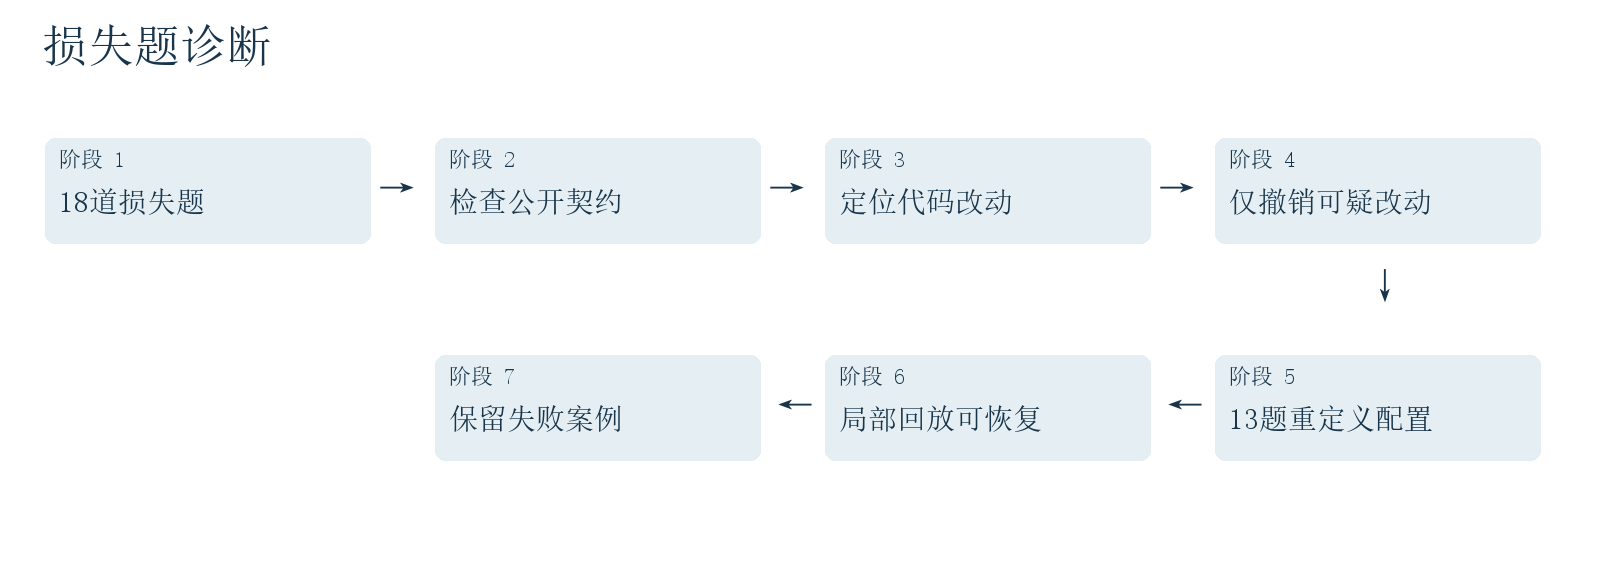 损失题诊断
阶段 1
18道损失题
阶段 2
检查公开契约
阶段 3
定位代码改动
阶段 4
仅撤销可疑改动
阶段 5
13题重定义配置
阶段 6
局部回放可恢复
阶段 7
保留失败案例